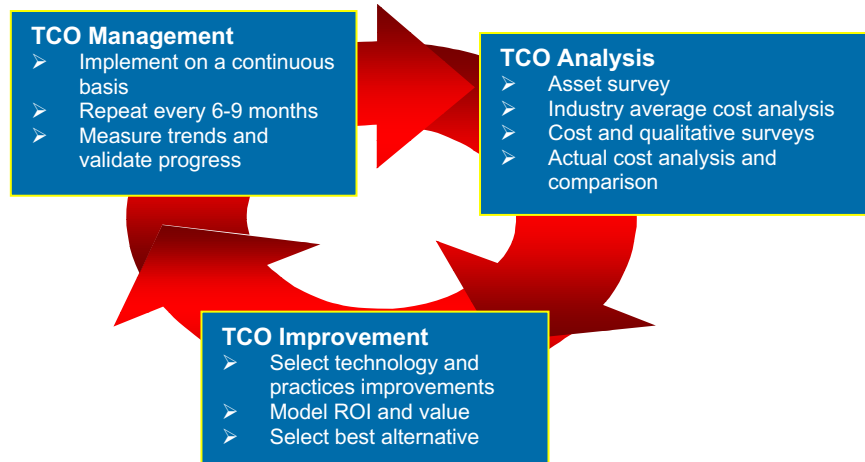 TCO Management
➢ Implement on a continuous
basis
➢ Repeat every 6-9 months
➢ Measure trends and
validate progress
TCO Analysis
➢ Asset survey
➢ Industry average cost analysis
➢ Cost and qualitative surveys
➢ Actual cost analysis and
comparison
TCO Improvement
➢ Select technology and
practices improvements
➢ Model ROI and value
➢ Select best alternative